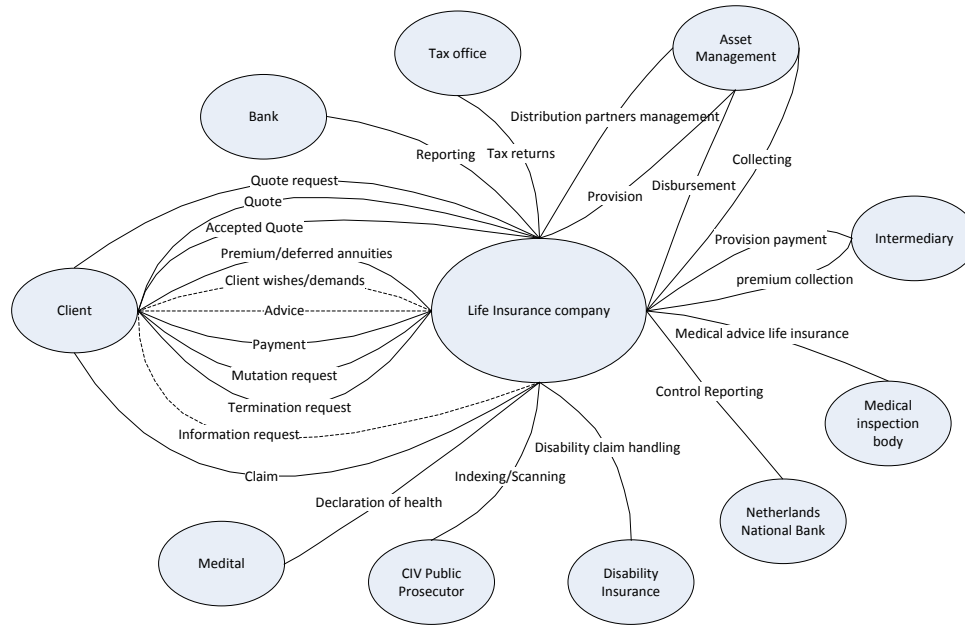 Tax office
Asset
Management
Bank
Distribution partners management
Reporting
Tax returns
Collecting
Quote request
Disbursement
Provision
Quote
Accepted Quote
Provision payment
Intermediary
Premium/deferred annuities
Client wishes/demands
premium collection
Client
Advice
Life Insurance company
Medical advice life insurance
Payment
Mutation request
Control Reporting
Termination request
Medical
inspection
body
Information request
Disability claim handling
Claim
Indexing/Scanning
Declaration of health
Netherlands
National Bank
Medital
CIV Public
Prosecutor
Disability
Insurance